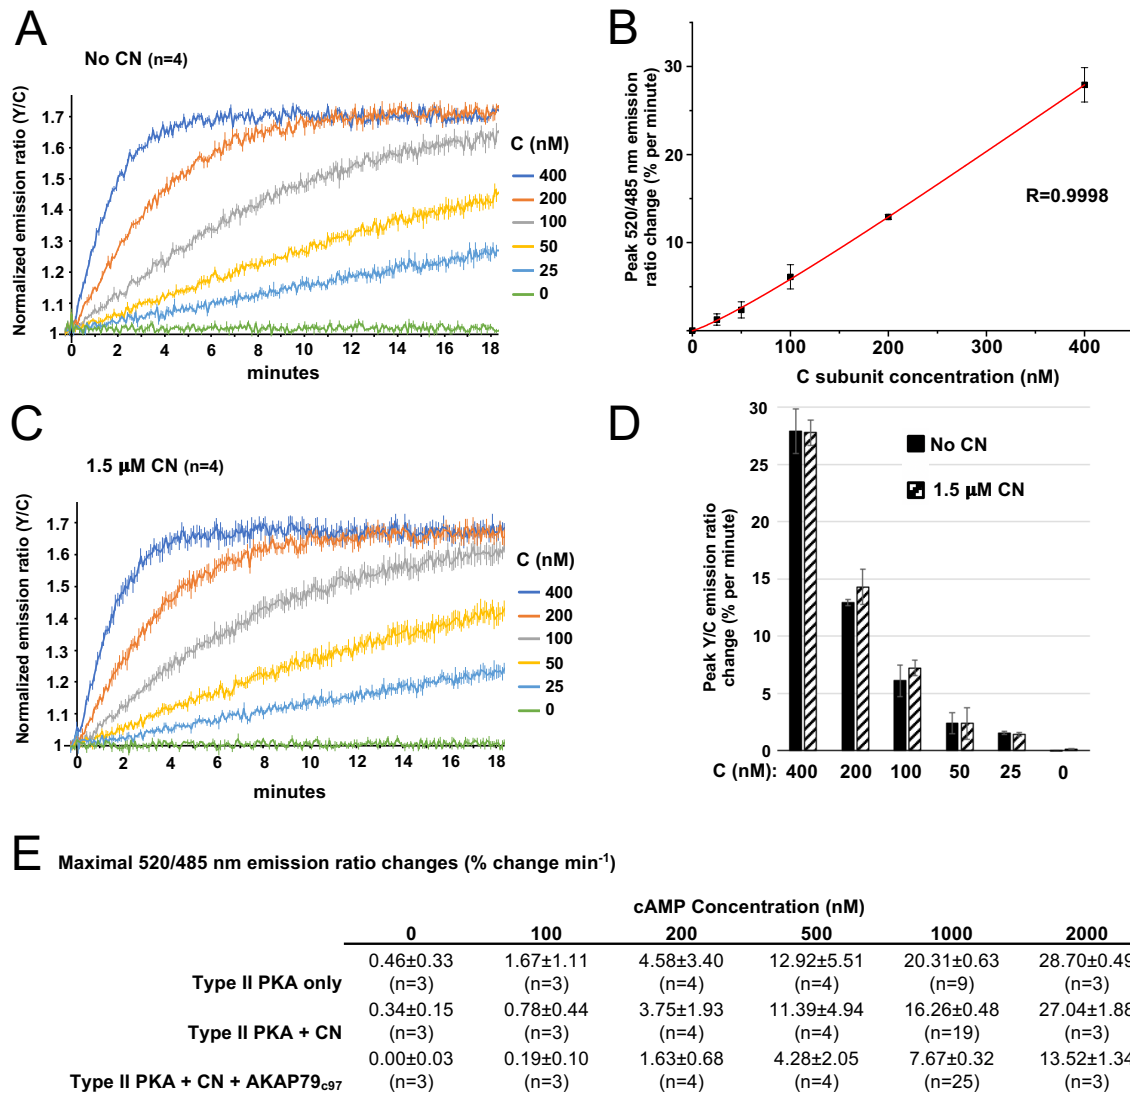 A
No CN (n=4)
Normalized emission ratio (Y/C)
1.7
1.6
1.5
1.4
1.3
1.2
1.1
1
0 2 4 6 8 10 12 14 16 18
minutes
C (nM)
400
200
100
50
25
0
B
Peak 520/485 nm emission
ratio change (% per minute)
30
20
10
R=0.9998
0 100 200 300 400
C subunit concentration (nM)
C
1.5 μM CN (n=4)
Normalized emission ratio (Y/C)
1.7
1.6
1.5
1.4
1.3
1.2
1.1
1
0 2 4 6 8 10 12 14 16 18
minutes
C (nM)
400
200
100
50
25
0
D
Peak Y/C emission ratio
change (% per minute)
30
25
20
15
10
5
0
No CN
1.5 μM CN
C (nM): 400 200 100 50 25 0
E Maximal 520/485 nm emission ratio changes (% change min⁻¹)
cAMP Concentration (nM)
0 100 200 500 1000 2000
0.46±0.33 1.67±1.11 4.58±3.40 12.92±5.51 20.31±0.63 28.70±0.49
Type II PKA only (n=3) (n=3) (n=4) (n=4) (n=9) (n=3)
0.34±0.15 0.78±0.44 3.75±1.93 11.39±4.94 16.26±0.48 27.04±1.88
Type II PKA + CN (n=3) (n=3) (n=4) (n=4) (n=19) (n=3)
0.00±0.03 0.19±0.10 1.63±0.68 4.28±2.05 7.67±0.32 13.52±1.34
Type II PKA + CN + AKAP79c97 (n=3) (n=3) (n=4) (n=4) (n=25) (n=3)